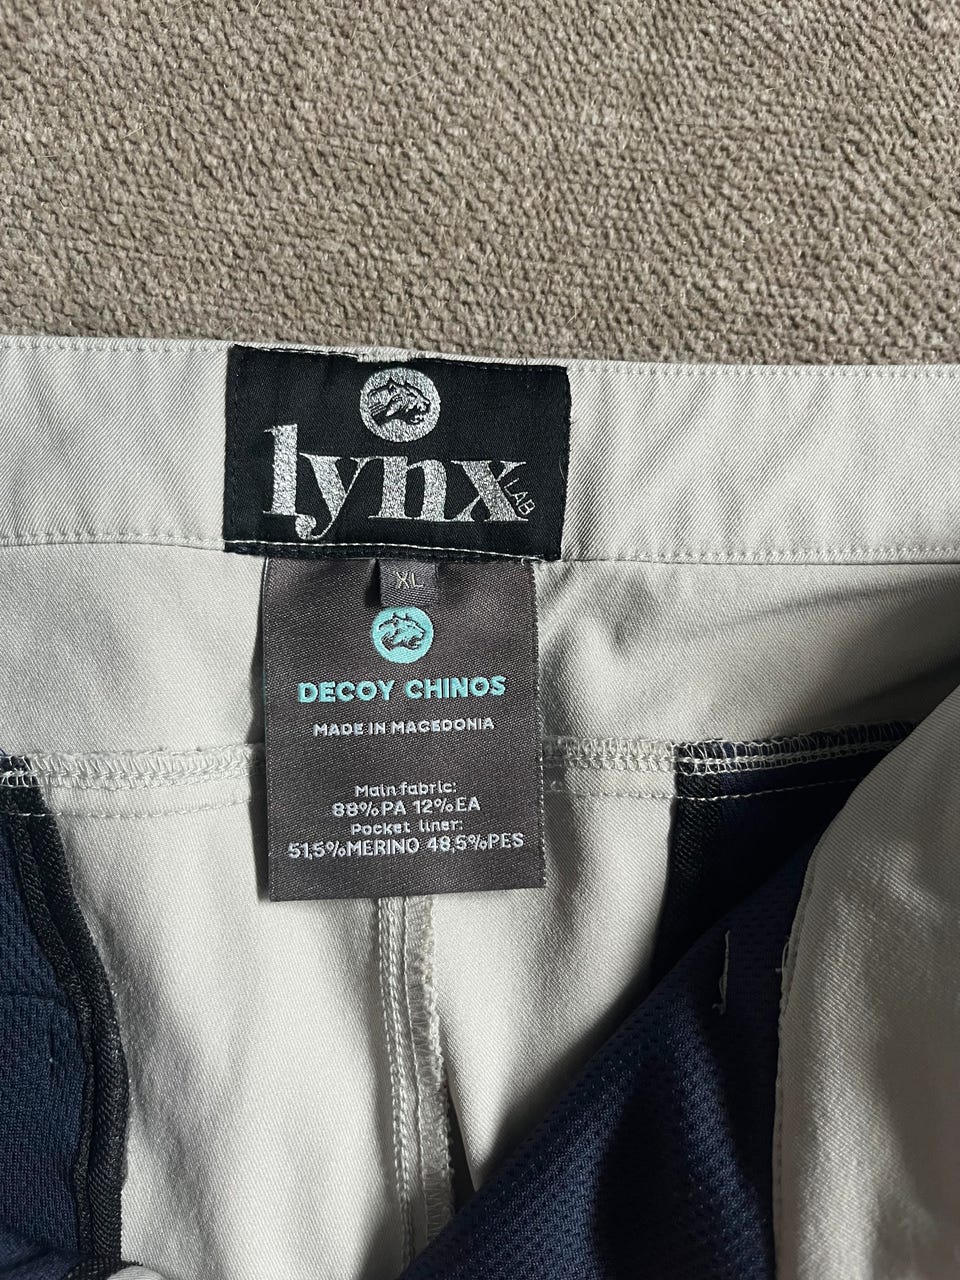 lynx
LAB
XL
DECOY CHINOS
MADE IN MACEDONIA
Main fabric:
88%PA 12%EA
Pocket liner:
51,5%MERINO 48,5%PES